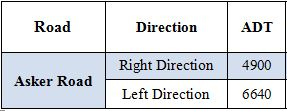 Road Direction ADT
Right Direction 4900
Asker Road
Left Direction 6640